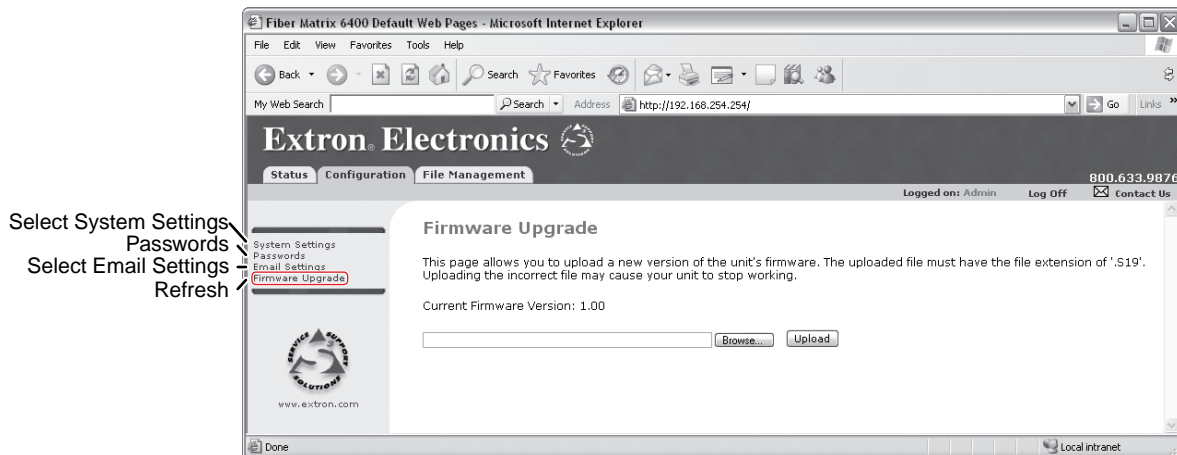 Fiber Matrix 6400 Default Web Pages - Microsoft Internet Explorer
File Edit View Favorites Tools Help
Back Search Favorites
My Web Search Search Address http://192.168.254.254/ Go Links »
Extron® Electronics
Status Configuration File Management
800.633.9876
Logged on: Admin Log Off Contact Us
Select System Settings
Passwords
Select Email Settings
Refresh
System Settings
Passwords
Email Settings
Firmware Upgrade
SERVICE SUPPORT SOLUTIONS
S3
www.extron.com
Firmware Upgrade
This page allows you to upload a new version of the unit's firmware. The uploaded file must have the file extension of '.S19'.
Uploading the incorrect file may cause your unit to stop working.
Current Firmware Version: 1.00
Browse... Upload
Done Local intranet